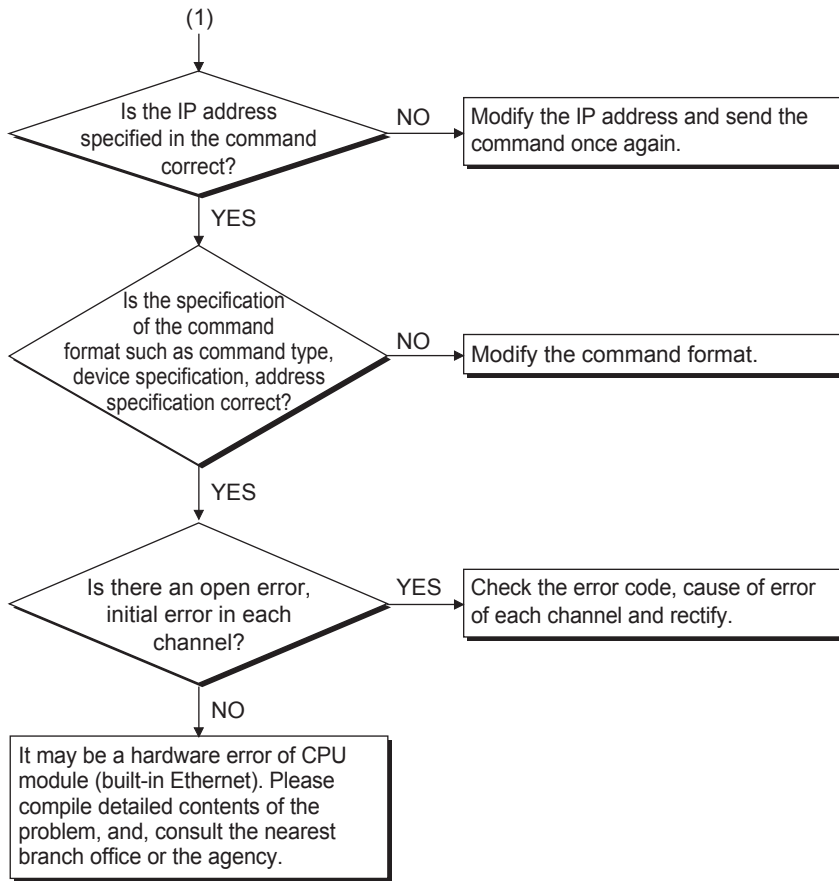 (1)
Is the IP address
specified in the command
correct?
NO
Modify the IP address and send the
command once again.
YES
Is the specification
of the command
format such as command type,
device specification, address
specification correct?
NO
Modify the command format.
YES
Is there an open error,
initial error in each
channel?
YES
Check the error code, cause of error
of each channel and rectify.
NO
It may be a hardware error of CPU
module (built-in Ethernet). Please
compile detailed contents of the
problem, and, consult the nearest
branch office or the agency.